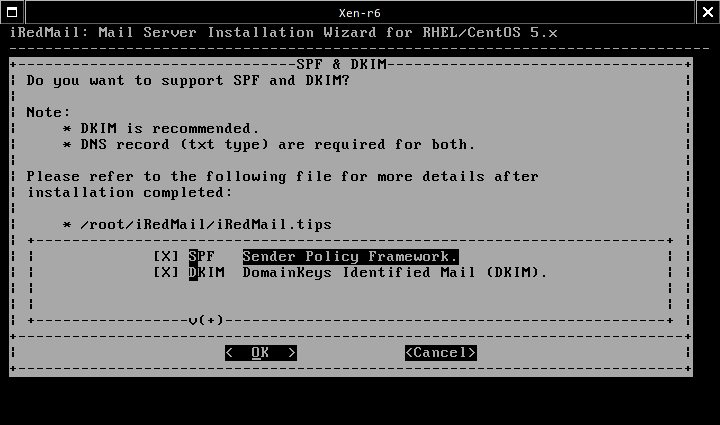 Xen-r6
iRedMail: Mail Server Installation Wizard for RHEL/CentOS 5.x
SPF & DKIM
Do you want to support SPF and DKIM?
Note:
* DKIM is recommended.
* DNS record (txt type) are required for both.
Please refer to the following file for more details after
installation completed:
* /root/iRedMail/iRedMail.tips
[X] SPF Sender Policy Framework.
[X] DKIM DomainKeys Identified Mail (DKIM).
v(+)
< OK > <Cancel>